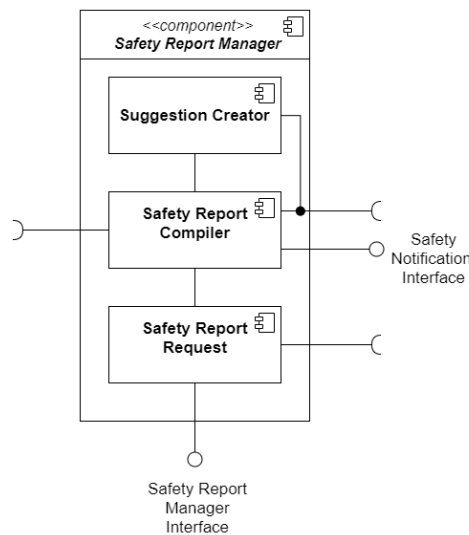 <<component>>
Safety Report Manager
Suggestion Creator
Safety Report
Compiler
Safety
Notification
Interface
Safety Report
Request
Safety Report
Manager
Interface